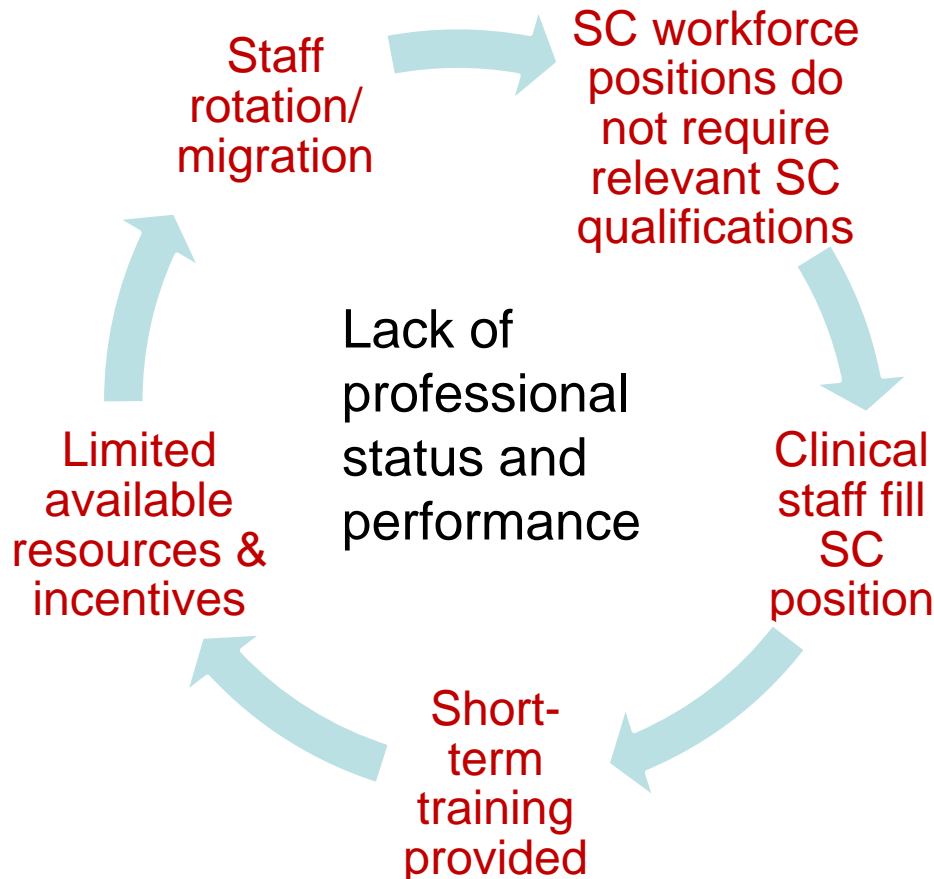 Staff
rotation/
migration
SC workforce
positions do
not require
relevant SC
qualifications
Clinical
staff fill
SC
position
Short-
term
training
provided
Limited
available
resources &
incentives
Lack of
professional
status and
performance